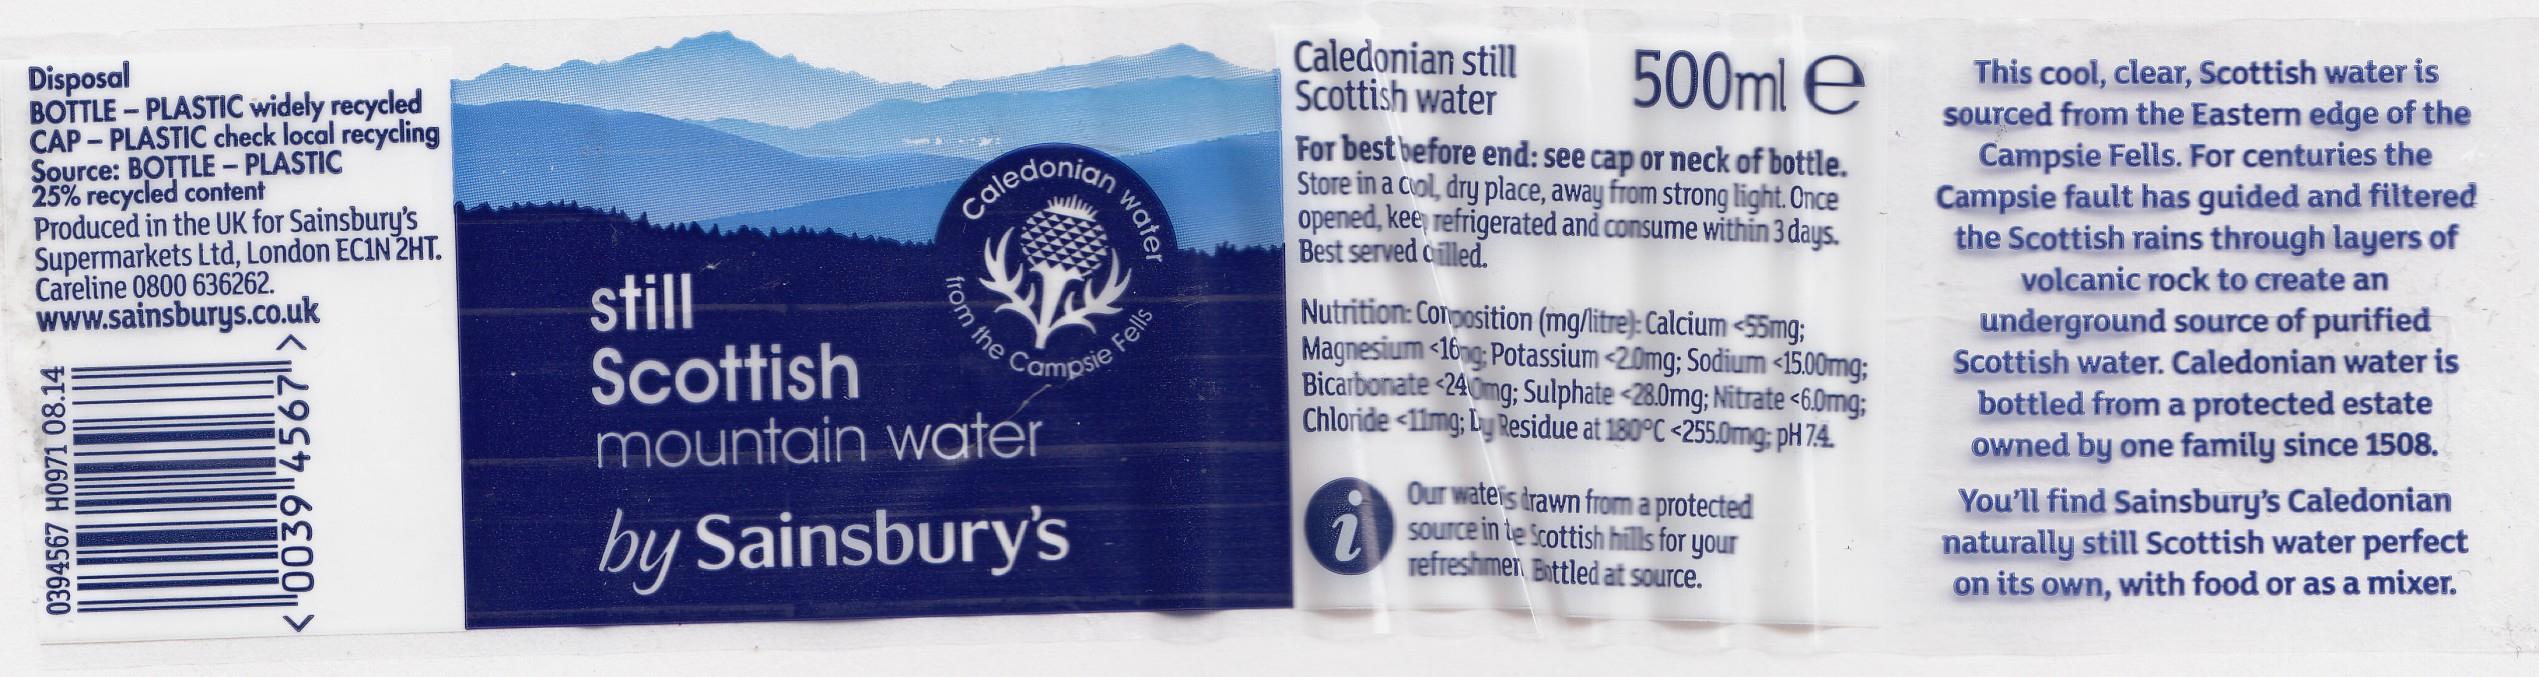 Disposal
BOTTLE – PLASTIC widely recycled
CAP – PLASTIC check local recycling
Source: BOTTLE – PLASTIC
25% recycled content
Produced in the UK for Sainsbury's
Supermarkets Ltd, London EC1N 2HT.
Careline 0800 636262.
www.sainsburys.co.uk
0394567 H0971 08.14
<0039 4567>
Caledonian water
from the Campsie Fells
still
Scottish
mountain water
by Sainsbury's
Caledonian still
Scottish water
500ml e
For best before end: see cap or neck of bottle.
Store in a cool, dry place, away from strong light. Once
opened, keep refrigerated and consume within 3 days.
Best served chilled.
Nutrition: Composition (mg/litre): Calcium <55mg;
Magnesium <16mg; Potassium <2.0mg; Sodium <15.00mg;
Bicarbonate mg; Sulphate <28.0mg; Nitrate <6.0mg;
Chloride <11mg; Dry Residue at 180°C <255.0mg; pH 7.4.
i
Our water is drawn from a protected
source in the Scottish hills for your
refreshment. Bottled at source.
This cool, clear, Scottish water is
sourced from the Eastern edge of the
Campsie Fells. For centuries the
Campsie fault has guided and filtered
the Scottish rains through layers of
volcanic rock to create an
underground source of purified
Scottish water. Caledonian water is
bottled from a protected estate
owned by one family since 1508.
You'll find Sainsbury's Caledonian
naturally still Scottish water perfect
on its own, with food or as a mixer.